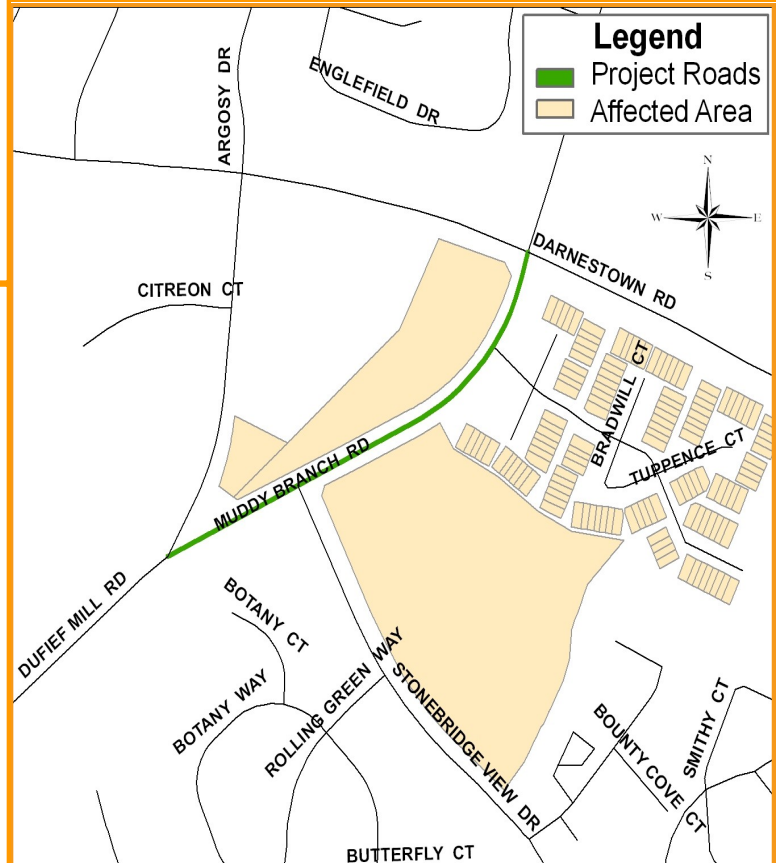 Legend
Project Roads
Affected Area
ARGOSY DR
ENGLEFIELD DR
N
W
E
S
DARNESTOWN RD
CITREON CT
BRADWILL CT
TUPPENCE CT
MUDDY BRANCH RD
DUFIEF MILL RD
BOTANY CT
BOTANY WAY
ROLLING GREEN WAY
STONEBRIDGE VIEW DR
BOUNTY COVE CT
SMITHY CT
BUTTERFLY CT